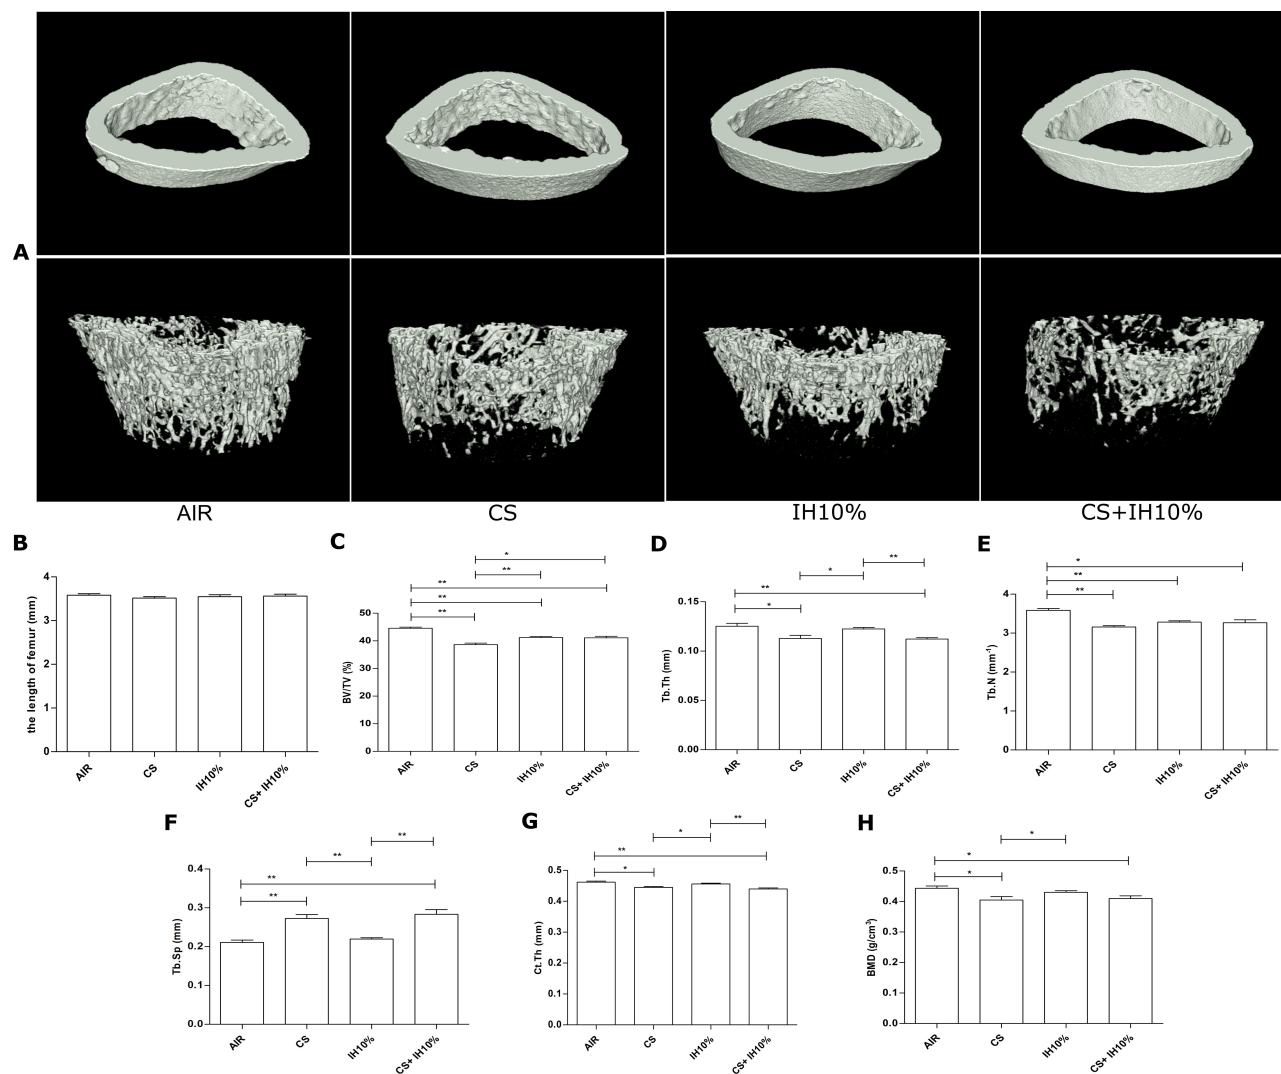 A
AIR CS IH10% CS+IH10%
B
the length of femur (mm)
4
3
2
1
0
AIR CS IH10% CS+ IH10%
C
* 
**
**
**
**
BV/TV (%)
50
40
30
20
10
0
AIR CS IH10% CS+ IH10%
D
**
*
**
*
Tb.Th (mm)
0.15
0.10
0.05
0.00
AIR CS IH10% CS+ IH10%
E
*
**
**
Tb.N (mm⁻¹)
4
3
2
1
0
AIR CS IH10% CS+ IH10%
F
**
**
**
**
Tb.Sp (mm)
0.4
0.3
0.2
0.1
0.0
AIR CS IH10% CS+ IH10%
G
**
*
**
*
Ct.Th (mm)
0.5
0.4
0.3
0.2
0.1
0.0
AIR CS IH10% CS+ IH10%
H
*
*
*
BMD (g/cm³)
0.5
0.4
0.3
0.2
0.1
0.0
AIR CS IH10% CS+ IH10%